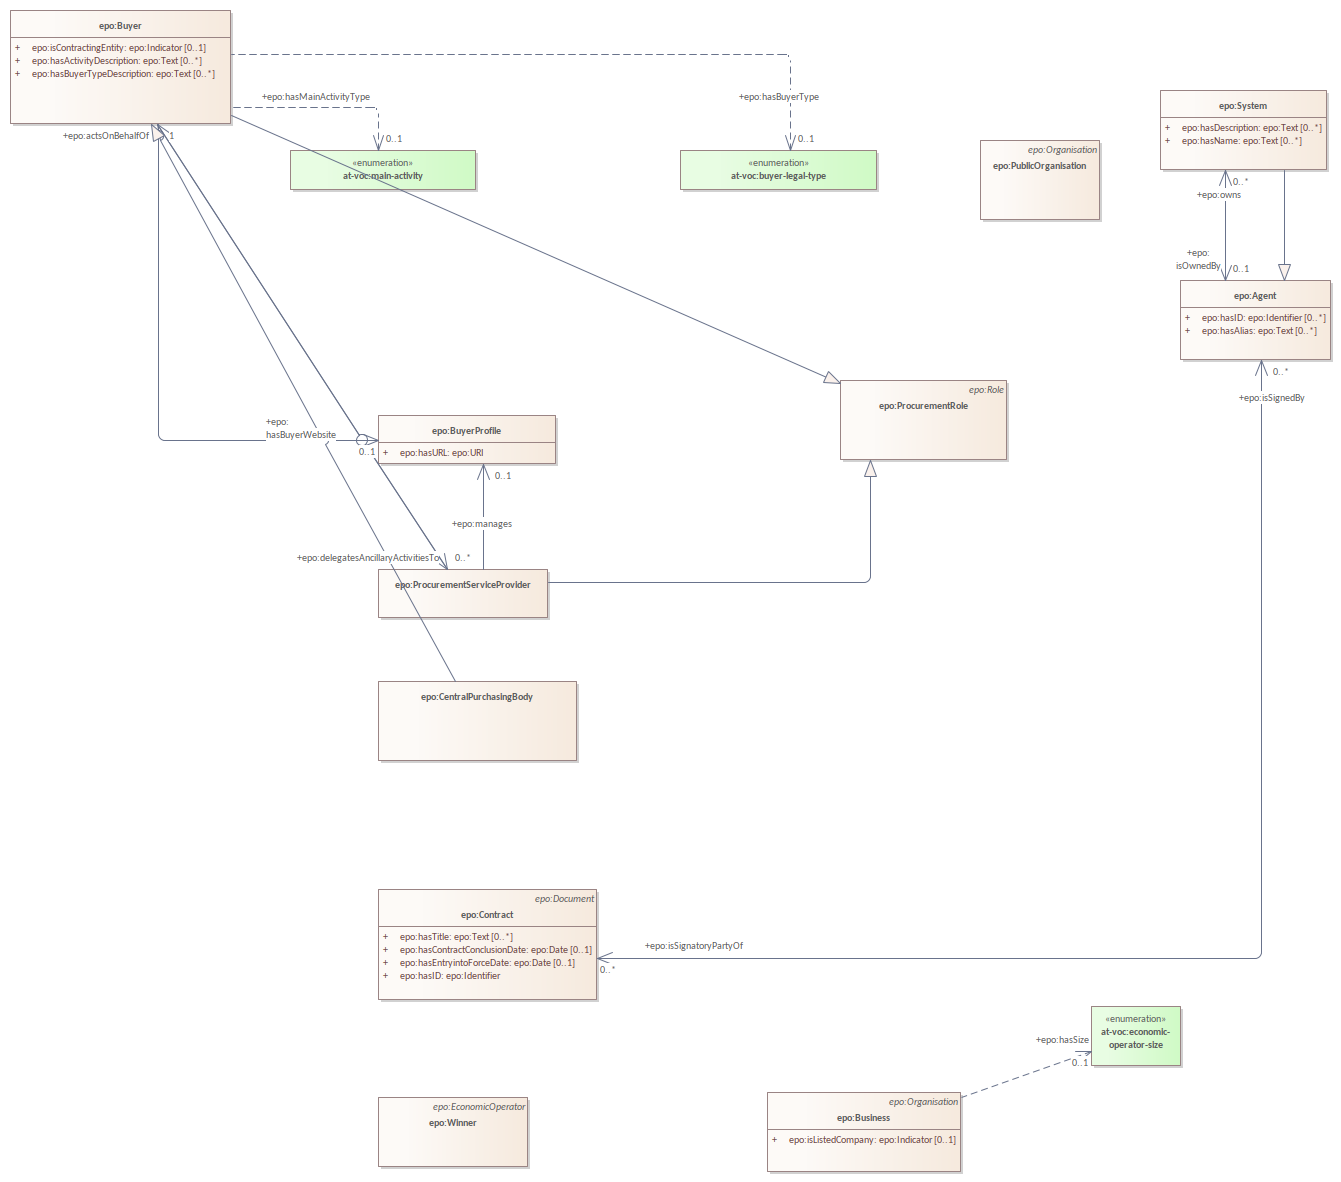 epo:Buyer
+ epo:isContractingEntity: epo:Indicator [0..1]
+ epo:hasActivityDescription: epo:Text [0..*]
+ epo:hasBuyerTypeDescription: epo:Text [0..*]
+epo:hasMainActivityType
0..1
+epo:hasBuyerType
0..1
+epo:actsOnBehalfOf
1
«enumeration»
at-voc:main-activity
«enumeration»
at-voc:buyer-legal-type
epo:Organisation
epo:PublicOrganisation
epo:System
+ epo:hasDescription: epo:Text [0..*]
+ epo:hasName: epo:Text [0..*]
0..*
+epo:owns
+epo:
isOwnedBy
0..1
epo:Agent
+ epo:hasID: epo:Identifier [0..*]
+ epo:hasAlias: epo:Text [0..*]
0..*
+epo:isSignedBy
epo:Role
epo:ProcurementRole
+epo:
hasBuyerWebsite
0..1
epo:BuyerProfile
+ epo:hasURL: epo:URI
0..1
+epo:manages
+epo:delegatesAncillaryActivitiesTo
0..*
epo:ProcurementServiceProvider
epo:CentralPurchasingBody
epo:Document
epo:Contract
+ epo:hasTitle: epo:Text [0..*]
+ epo:hasContractConclusionDate: epo:Date [0..1]
+ epo:hasEntryintoForceDate: epo:Date [0..1]
+ epo:hasID: epo:Identifier
+epo:isSignatoryPartyOf
0..*
«enumeration»
at-voc:economic-
operator-size
+epo:hasSize
0..1
epo:EconomicOperator
epo:Winner
epo:Organisation
epo:Business
+ epo:isListedCompany: epo:Indicator [0..1]